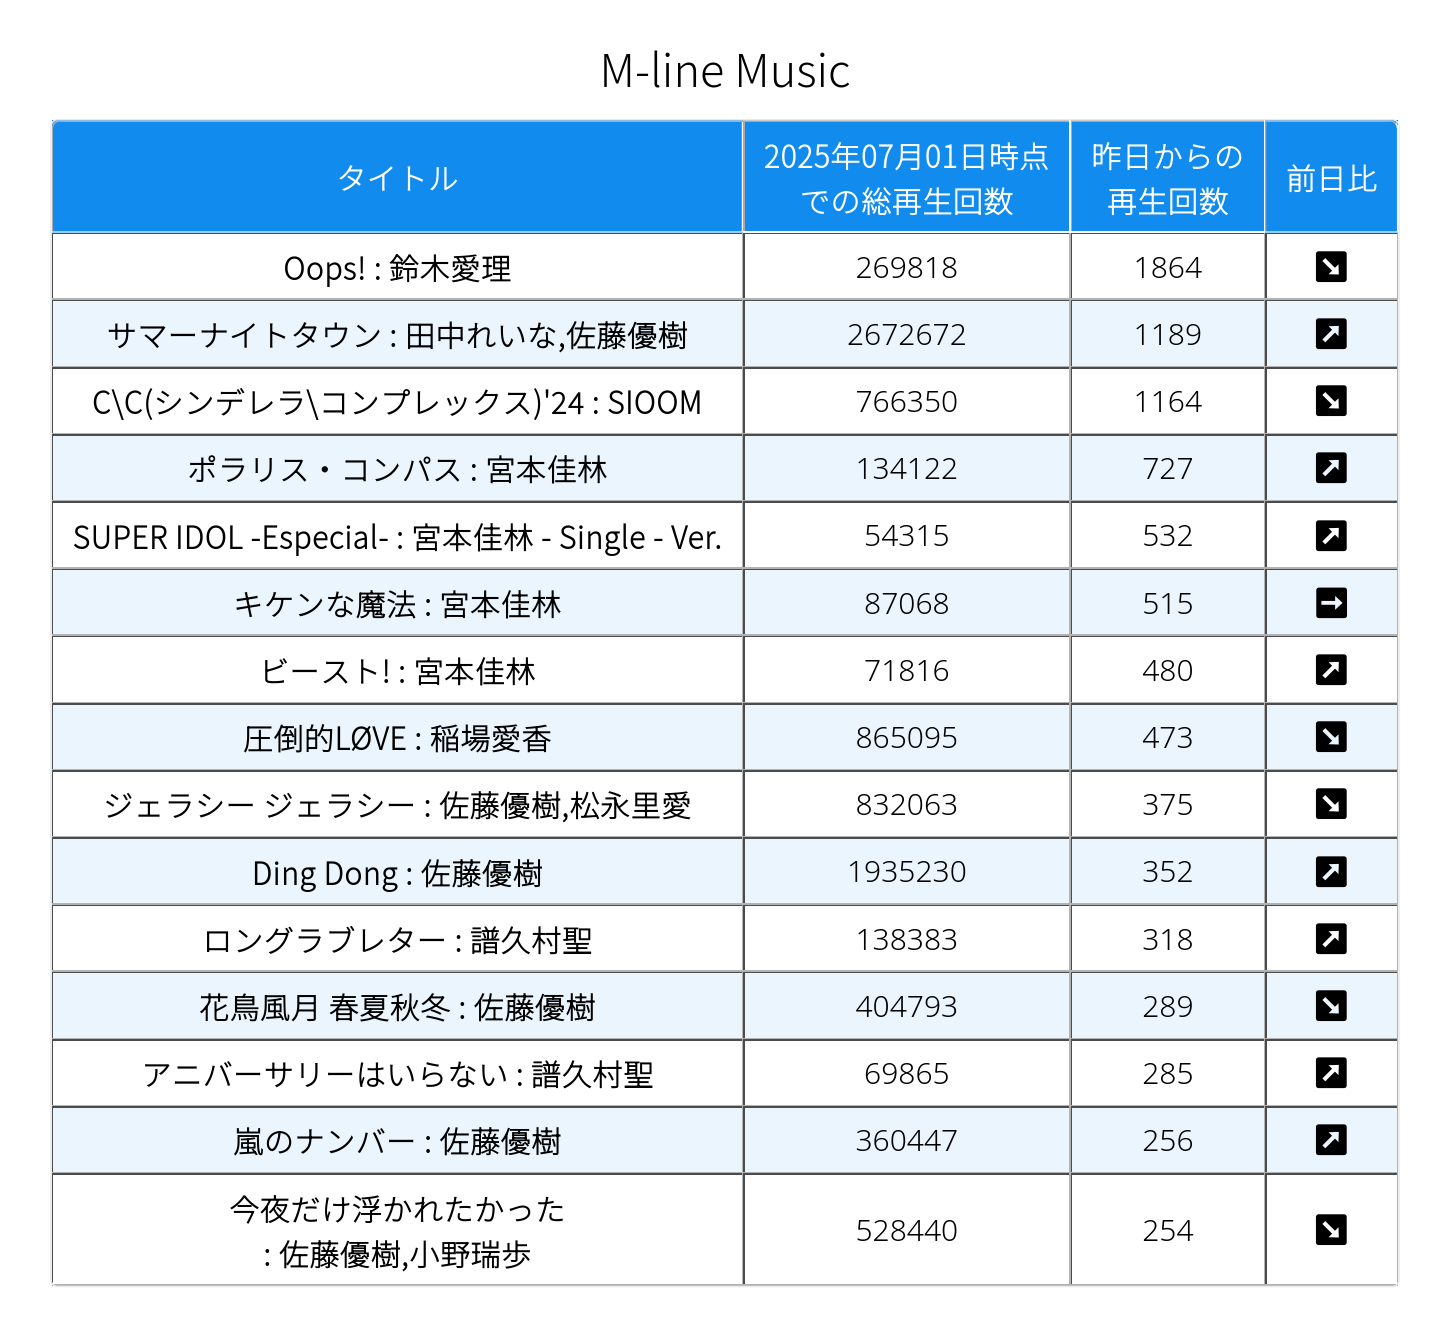 M-line Music
タイトル
2025年07月01日時点
での総再生回数
昨日からの
再生回数
前日比
Oops! : 鈴木愛理 269818 1864
サマーナイトタウン : 田中れいな,佐藤優樹 2672672 1189
C\C(シンデレラ\コンプレックス)'24 : SIOOM 766350 1164
ポラリス・コンパス : 宮本佳林 134122 727
SUPER IDOL -Especial- : 宮本佳林 - Single - Ver. 54315 532
キケンな魔法 : 宮本佳林 87068 515
ビースト! : 宮本佳林 71816 480
圧倒的LØVE : 稲場愛香 865095 473
ジェラシー ジェラシー : 佐藤優樹,松永里愛 832063 375
Ding Dong : 佐藤優樹 1935230 352
ロングラブレター : 譜久村聖 138383 318
花鳥風月 春夏秋冬 : 佐藤優樹 404793 289
アニバーサリーはいらない : 譜久村聖 69865 285
嵐のナンバー : 佐藤優樹 360447 256
今夜だけ浮かれたかった
: 佐藤優樹,小野瑞歩 528440 254